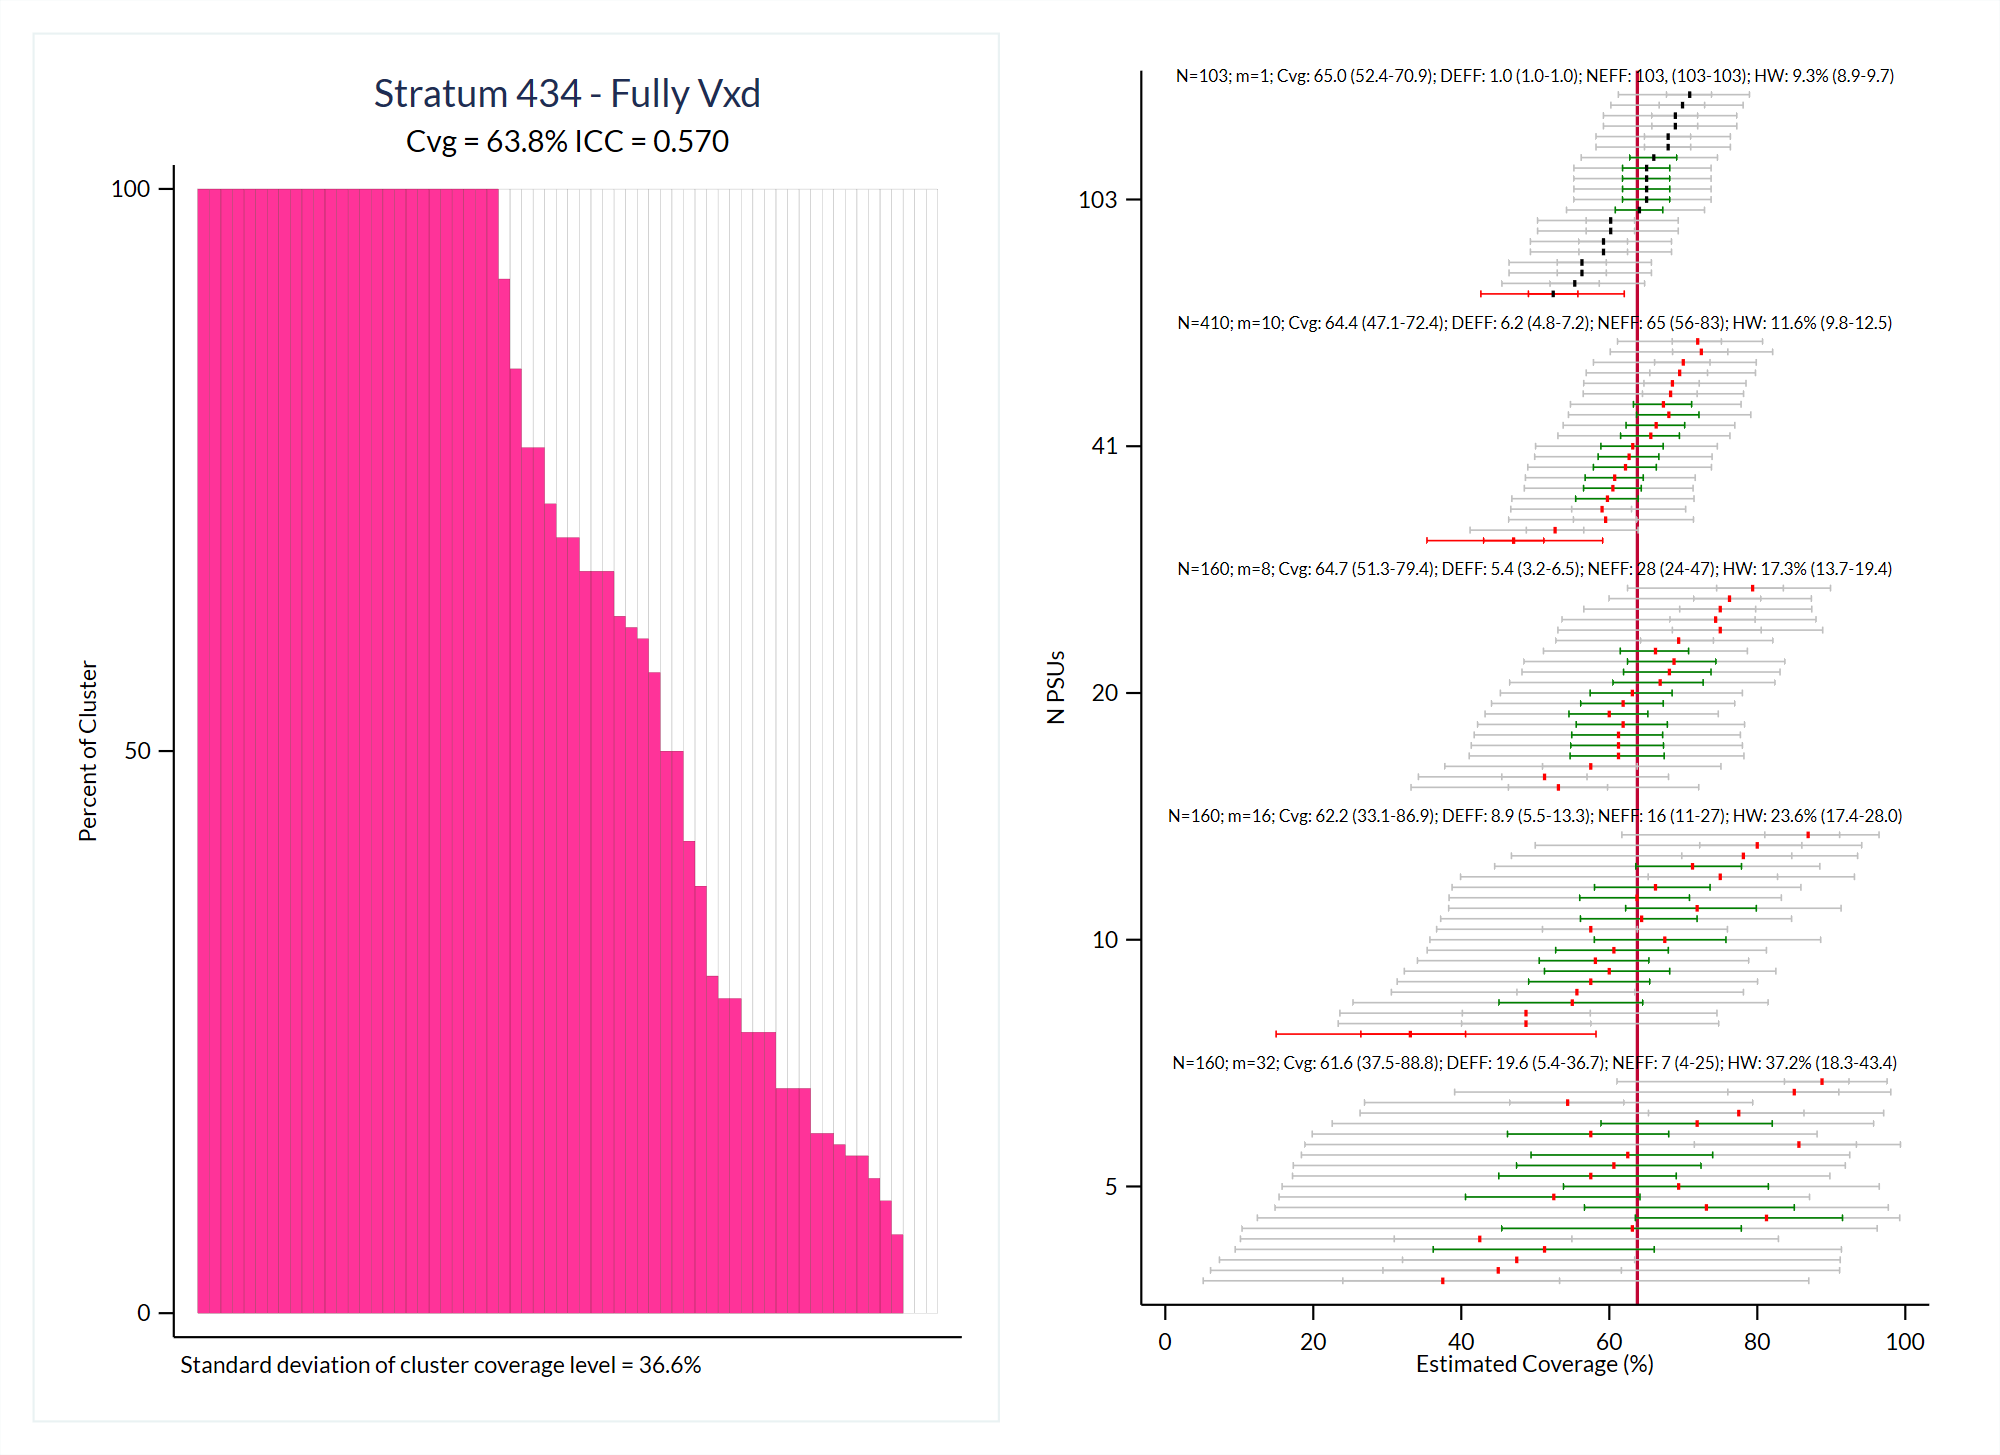 Stratum 434 - Fully Vxd
Cvg = 63.8% ICC = 0.570
100
50
0
Percent of Cluster
Standard deviation of cluster coverage level = 36.6%
N=103; m=1; Cvg: 65.0 (52.4-70.9); DEFF: 1.0 (1.0-1.0); NEFF: 103, (103-103); HW: 9.3% (8.9-9.7)
103
N=410; m=10; Cvg: 64.4 (47.1-72.4); DEFF: 6.2 (4.8-7.2); NEFF: 65 (56-83); HW: 11.6% (9.8-12.5)
41
N=160; m=8; Cvg: 64.7 (51.3-79.4); DEFF: 5.4 (3.2-6.5); NEFF: 28 (24-47); HW: 17.3% (13.7-19.4)
N PSUs
20
N=160; m=16; Cvg: 62.2 (33.1-86.9); DEFF: 8.9 (5.5-13.3); NEFF: 16 (11-27); HW: 23.6% (17.4-28.0)
10
N=160; m=32; Cvg: 61.6 (37.5-88.8); DEFF: 19.6 (5.4-36.7); NEFF: 7 (4-25); HW: 37.2% (18.3-43.4)
5
0 20 40 60 80 100
Estimated Coverage (%)